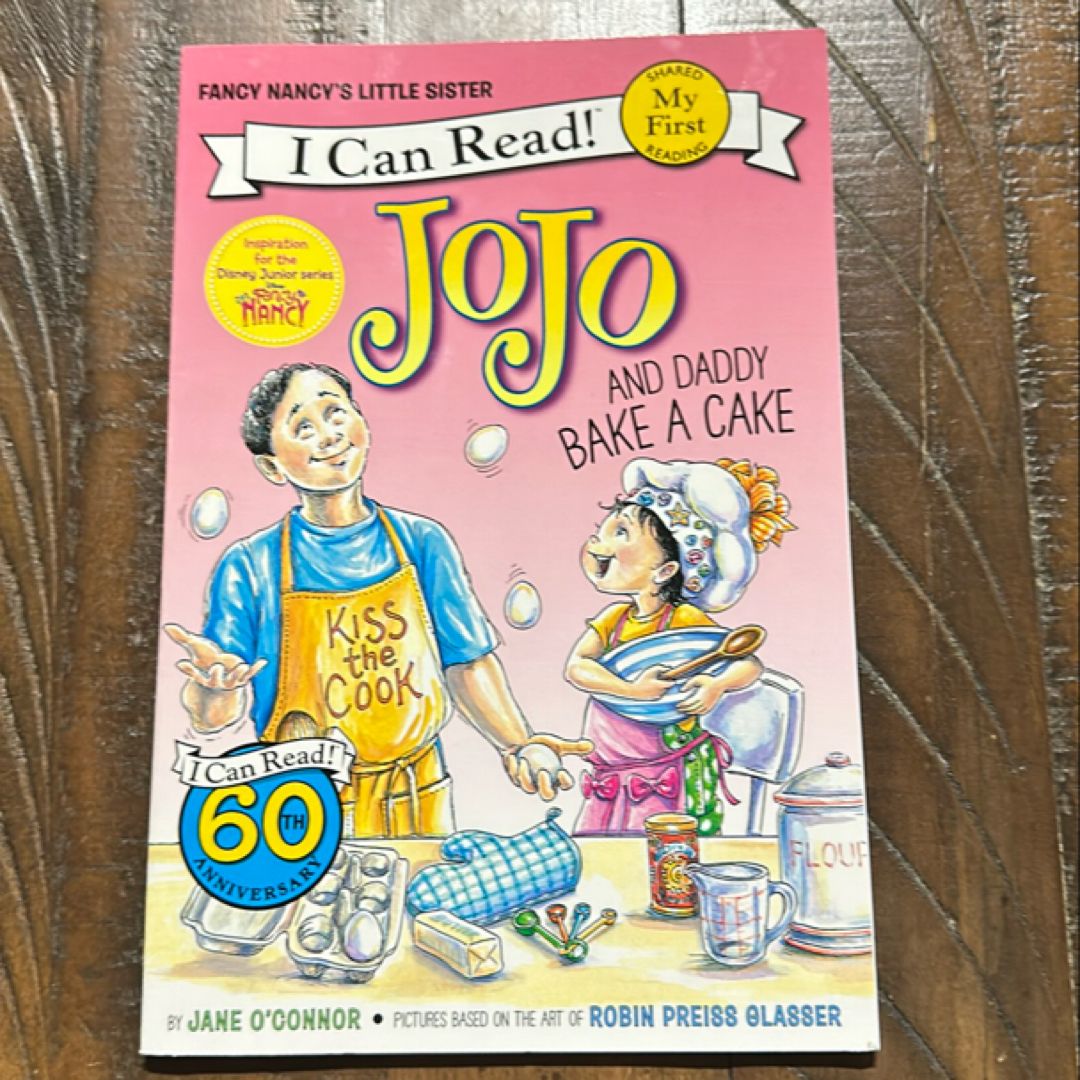 FANCY NANCY'S LITTLE SISTER
I Can Read!™
SHARED
My
First
READING
Inspiration
for the
Disney Junior series
Disney
Fancy
NANCY
JoJo
AND DADDY
BAKE A CAKE
KISS
the
COOK
I Can Read!
60TH
ANNIVERSARY
FLOUR
BY JANE O'CONNOR • PICTURES BASED ON THE ART OF ROBIN PREISS GLASSER